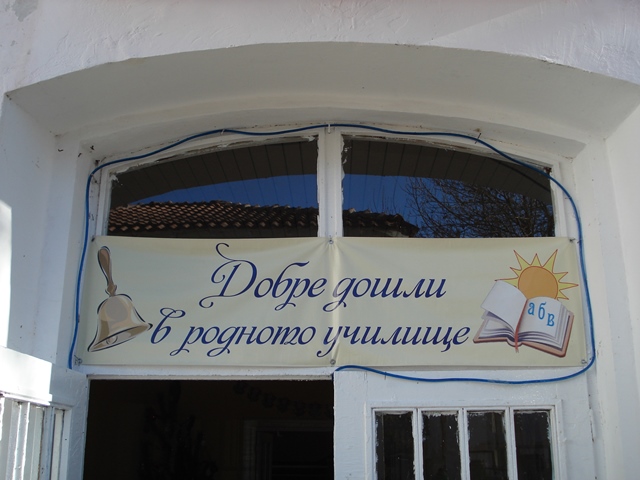 Добре дошли
в родното училище
абв